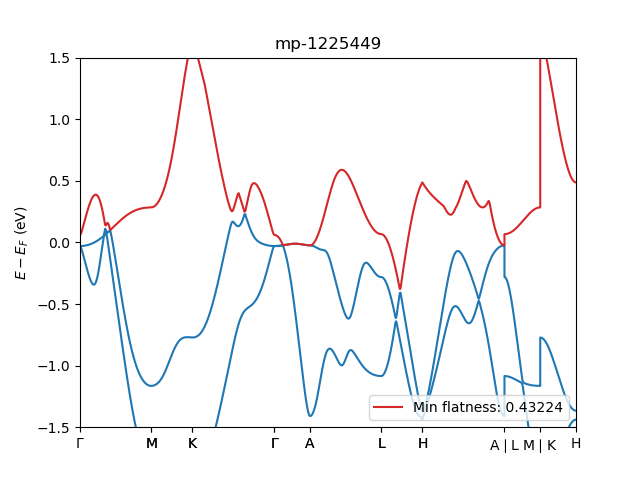 mp-1225449
E − E_F (eV)
1.5
1.0
0.5
0.0
−0.5
−1.0
−1.5
Min flatness: 0.43224
Γ M K Γ A L H A | L M | K H